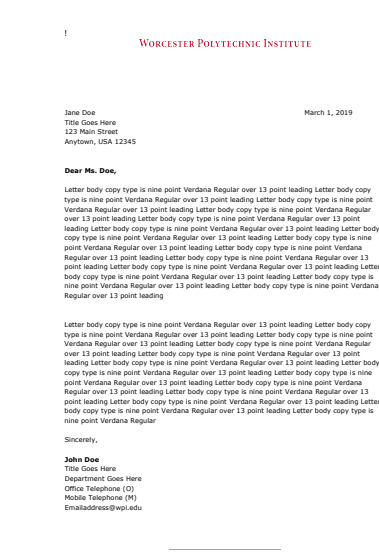 !
WORCESTER POLYTECHNIC INSTITUTE
Jane Doe March 1, 2019
Title Goes Here
123 Main Street
Anytown, USA 12345
Dear Ms. Doe,
Letter body copy type is nine point Verdana Regular over 13 point leading Letter body copy
type is nine point Verdana Regular over 13 point leading Letter body copy type is nine point
Verdana Regular over 13 point leading Letter body copy type is nine point Verdana Regular
over 13 point leading Letter body copy type is nine point Verdana Regular over 13 point
leading Letter body copy type is nine point Verdana Regular over 13 point leading Letter body
copy type is nine point Verdana Regular over 13 point leading Letter body copy type is nine
point Verdana Regular over 13 point leading Letter body copy type is nine point Verdana
Regular over 13 point leading Letter body copy type is nine point Verdana Regular over 13
point leading Letter body copy type is nine point Verdana Regular over 13 point leading Letter
body copy type is nine point Verdana Regular over 13 point leading Letter body copy type is
nine point Verdana Regular over 13 point leading Letter body copy type is nine point Verdana
Regular over 13 point leading
Letter body copy type is nine point Verdana Regular over 13 point leading Letter body copy
type is nine point Verdana Regular over 13 point leading Letter body copy type is nine point
Verdana Regular over 13 point leading Letter body copy type is nine point Verdana Regular
over 13 point leading Letter body copy type is nine point Verdana Regular over 13 point
leading Letter body copy type is nine point Verdana Regular over 13 point leading Letter body
copy type is nine point Verdana Regular over 13 point leading Letter body copy type is nine
point Verdana Regular over 13 point leading Letter body copy type is nine point Verdana
Regular over 13 point leading Letter body copy type is nine point Verdana Regular over 13
point leading Letter body copy type is nine point Verdana Regular over 13 point leading Letter
body copy type is nine point Verdana Regular over 13 point leading Letter body copy type is
nine point Verdana Regular
Sincerely,
John Doe
Title Goes Here
Department Goes Here
Office Telephone (O)
Mobile Telephone (M)
Emailaddress@wpi.edu